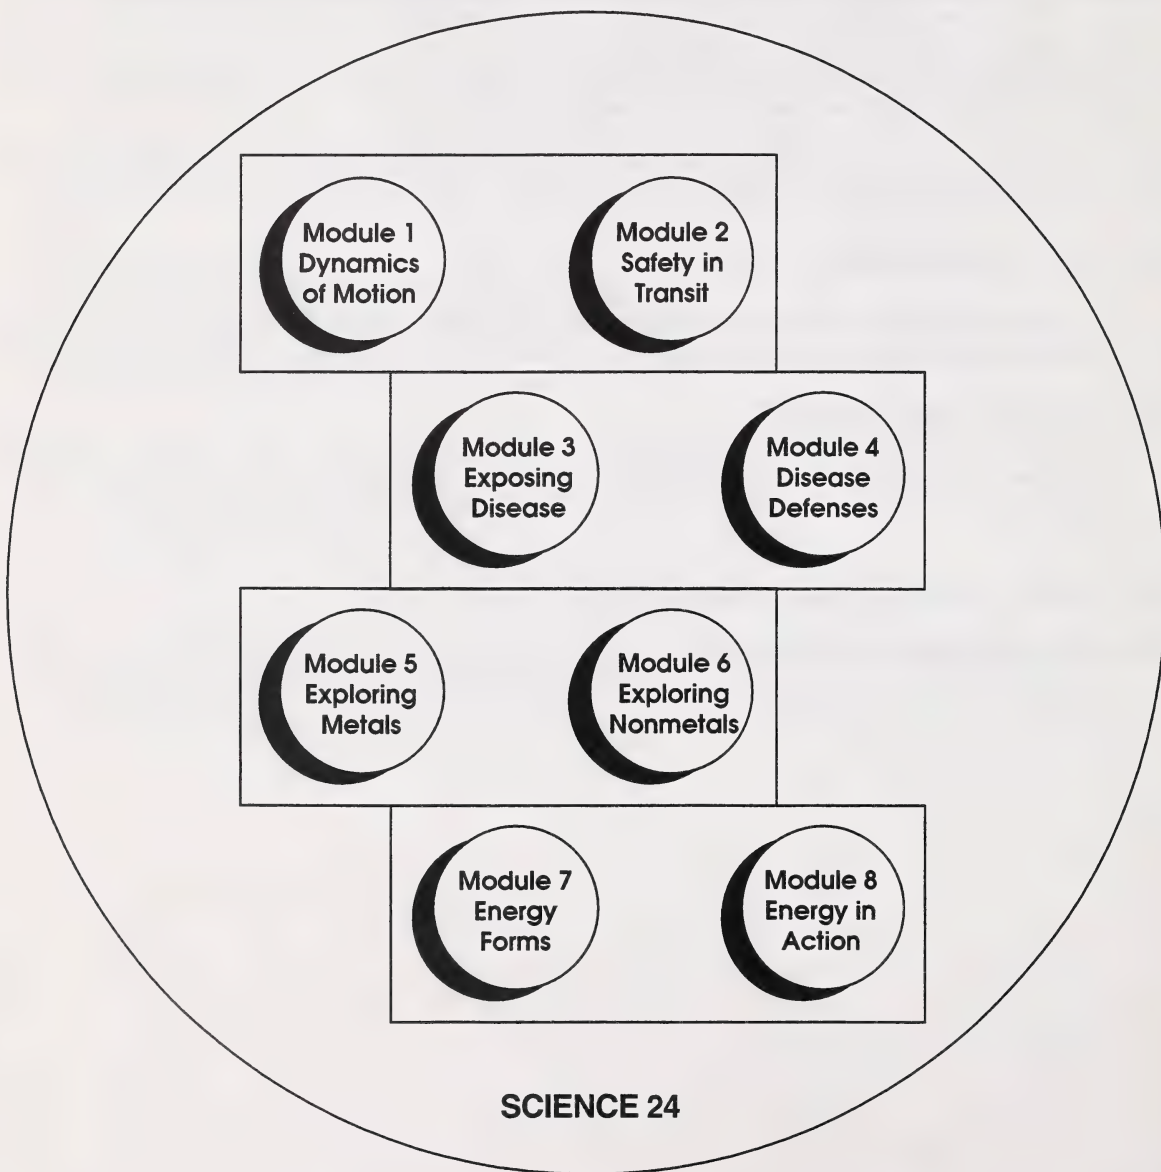 Module 1
Dynamics
of Motion
Module 2
Safety in
Transit
Module 3
Exposing
Disease
Module 4
Disease
Defenses
Module 5
Exploring
Metals
Module 6
Exploring
Nonmetals
Module 7
Energy
Forms
Module 8
Energy in
Action
SCIENCE 24